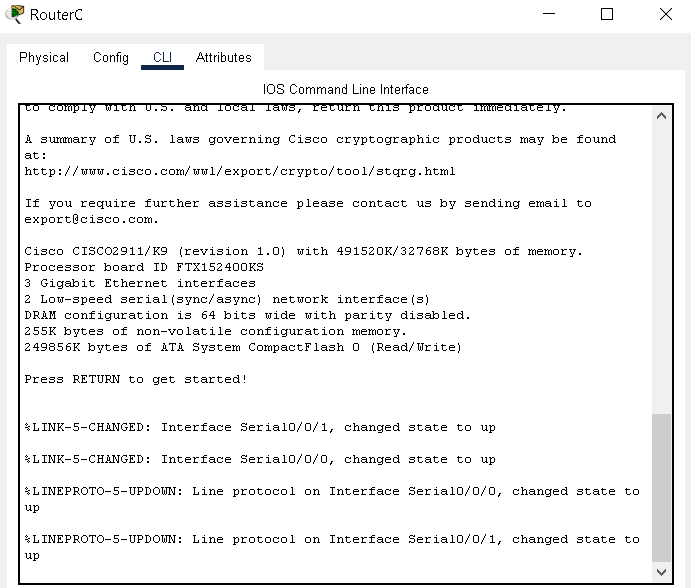 RouterC
Physical Config CLI Attributes
IOS Command Line Interface
to comply with U.S. and local laws, return this product immediately.
A summary of U.S. laws governing Cisco cryptographic products may be found
at:
http://www.cisco.com/wwl/export/crypto/tool/stqrg.html
If you require further assistance please contact us by sending email to
export@cisco.com.
Cisco CISCO2911/K9 (revision 1.0) with 491520K/32768K bytes of memory.
Processor board ID FTX152400KS
3 Gigabit Ethernet interfaces
2 Low-speed serial(sync/async) network interface(s)
DRAM configuration is 64 bits wide with parity disabled.
255K bytes of non-volatile configuration memory.
249856K bytes of ATA System CompactFlash 0 (Read/Write)
Press RETURN to get started!
%LINK-5-CHANGED: Interface Serial0/0/1, changed state to up
%LINK-5-CHANGED: Interface Serial0/0/0, changed state to up
%LINEPROTO-5-UPDOWN: Line protocol on Interface Serial0/0/0, changed state to
up
%LINEPROTO-5-UPDOWN: Line protocol on Interface Serial0/0/1, changed state to
up